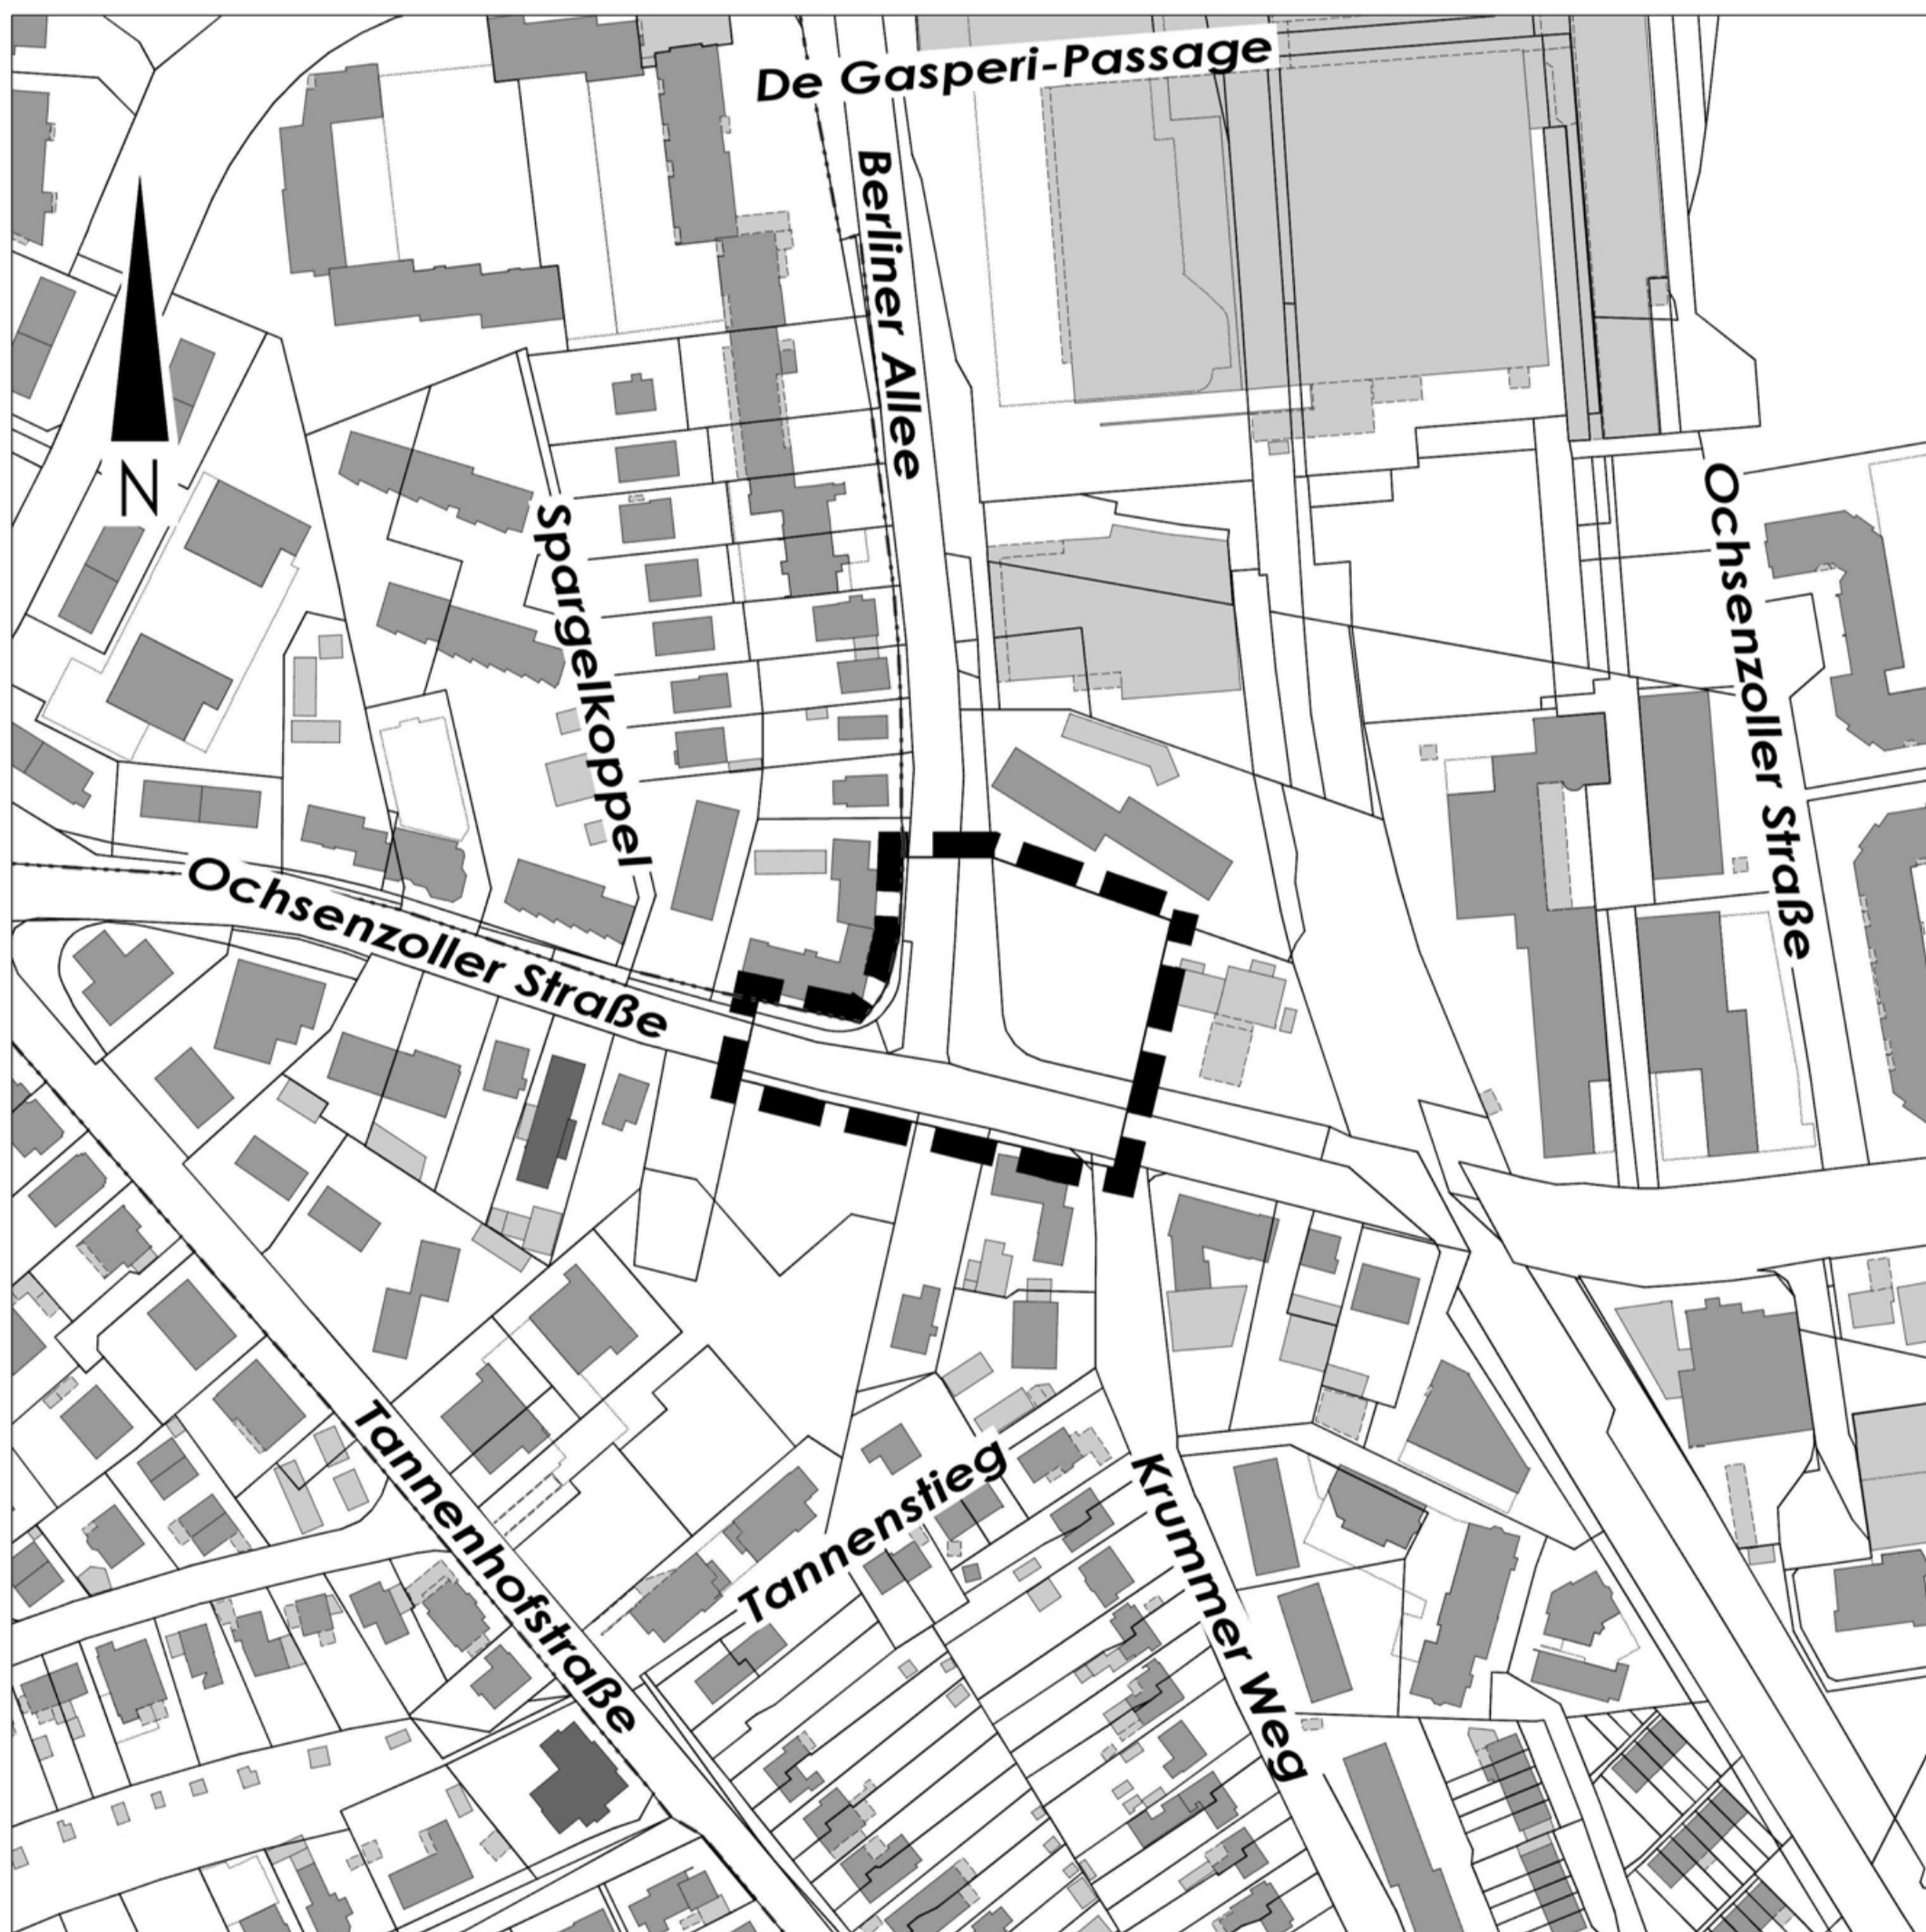 De Gasperi-Passage
Berliner Allee
N
Ochsenzoller Straße
Spargelkoppel
Ochsenzoller Straße
Tannenstieg
Tannenhofstraße
Krummer Weg